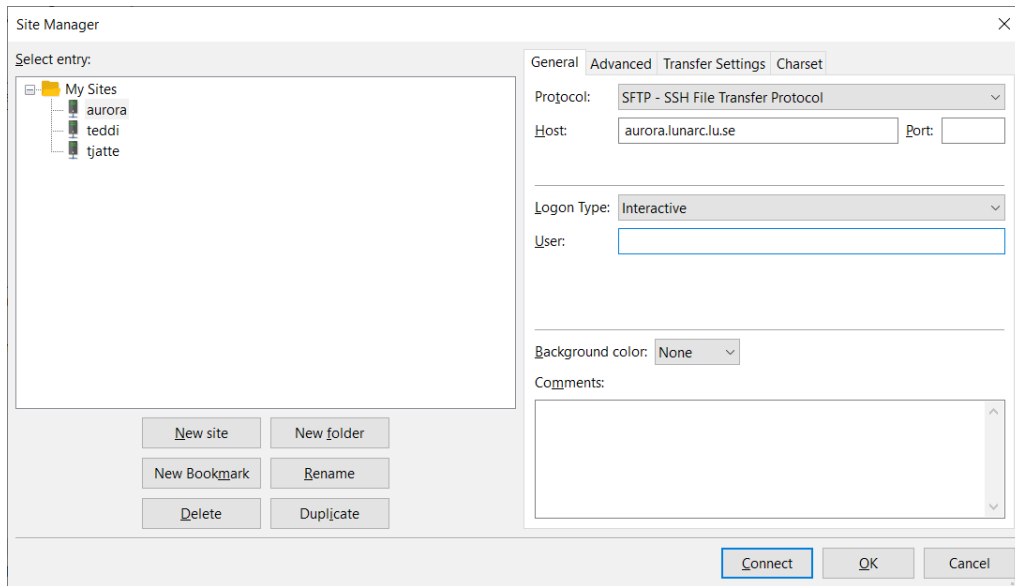 Site Manager
Select entry:
My Sites
aurora
teddi
tjatte
New site
New folder
New Bookmark
Rename
Delete
Duplicate
General Advanced Transfer Settings Charset
Protocol: SFTP - SSH File Transfer Protocol
Host: aurora.lunarc.lu.se Port:
Logon Type: Interactive
User:
Background color: None
Comments:
Connect OK Cancel